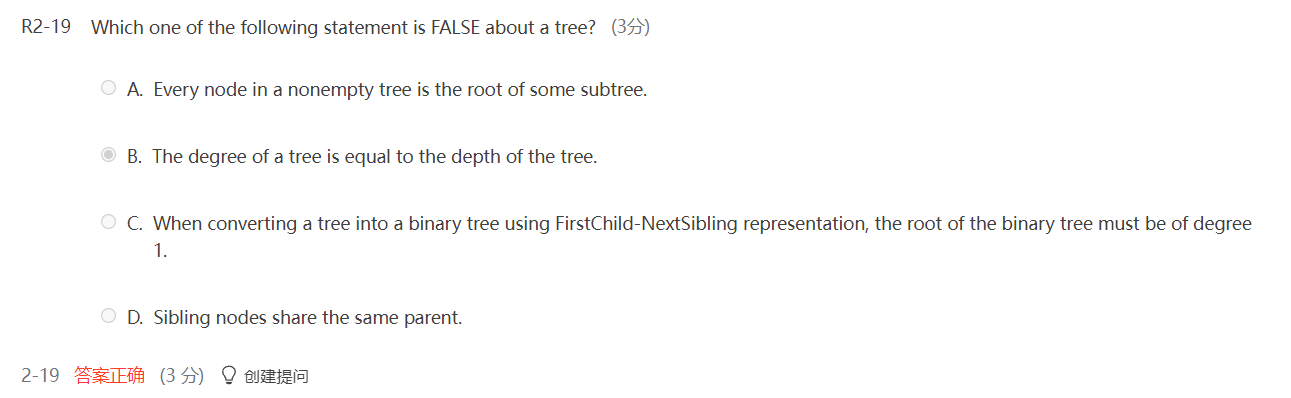 R2-19 Which one of the following statement is FALSE about a tree? (3分)
A. Every node in a nonempty tree is the root of some subtree.
B. The degree of a tree is equal to the depth of the tree.
C. When converting a tree into a binary tree using FirstChild-NextSibling representation, the root of the binary tree must be of degree
1.
D. Sibling nodes share the same parent.
2-19 答案正确 (3 分) 创建提问